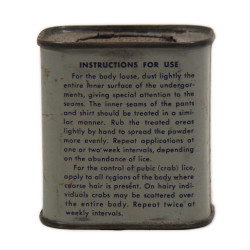 INSTRUCTIONS FOR USE
For the body louse, dust lightly the
entire inner surface of the undergar-
ments, giving special attention to the
seams. The inner seams of the pants
and shirt should be treated in a simi-
lar manner. Rub the treated areas
lightly by hand to spread the powder
more evenly. Repeat applications at
one or two week intervals, depending
on the abundance of lice.
For the control of pubic (crab) lice,
apply to all regions of the body where
coarse hair is present. On hairy indi-
viduals crabs may be scattered over
the entire body. Repeat twice at
weekly intervals.